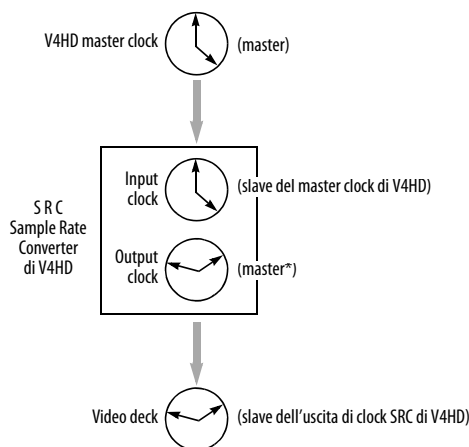 V4HD master clock (master)
Input clock (slave del master clock di V4HD)
S R C
Sample Rate
Converter
di V4HD
Output clock (master*)
Video deck (slave dell’uscita di clock SRC di V4HD)